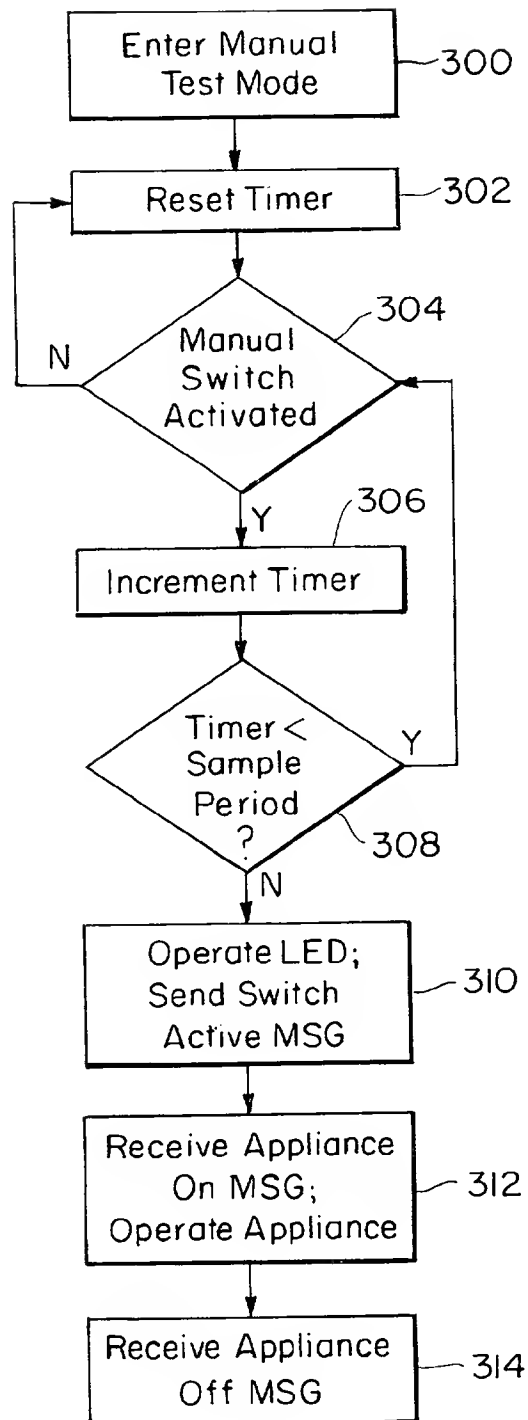 Enter Manual
Test Mode
300
Reset Timer
302
304
N
Manual
Switch
Activated
Y
306
Increment Timer
Timer <
Sample
Period
?
Y
308
N
Operate LED;
Send Switch
Active MSG
310
Receive Appliance
On MSG;
Operate Appliance
312
Receive Appliance
Off MSG
314